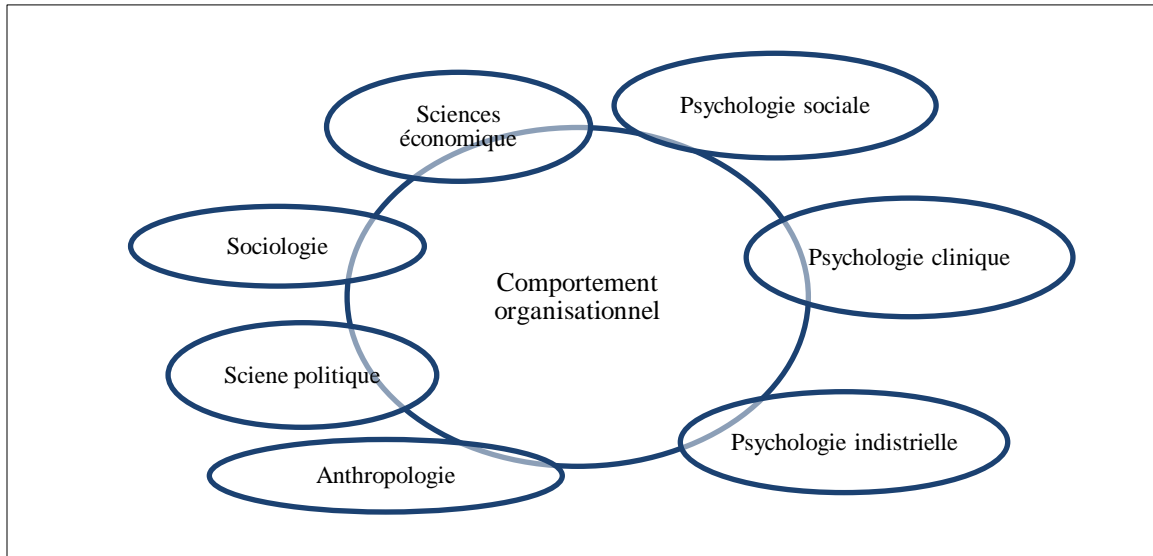 Psychologie sociale
Sciences
économique
Sociologie
Psychologie clinique
Comportement
organisationnel
Sciene politique
Psychologie indistrielle
Anthropologie